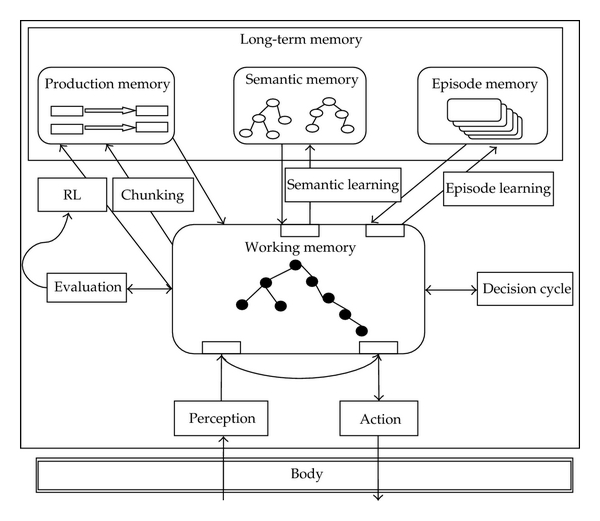 Long-term memory
Production memory
Semantic memory
Episode memory
RL
Chunking
Semantic learning
Episode learning
Working memory
Evaluation
Decision cycle
Perception
Action
Body